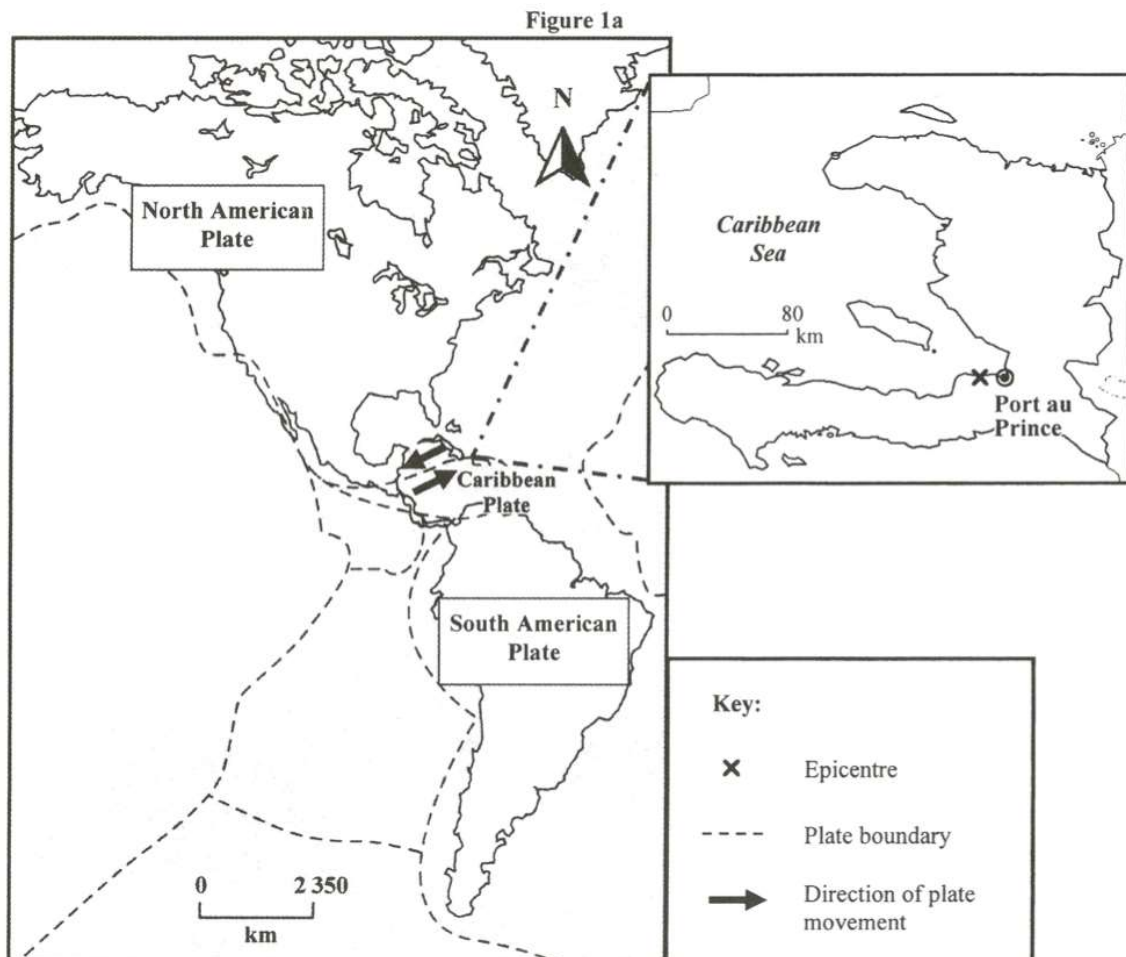 Figure 1a
N
North American
Plate
Caribbean
Sea
0 80
km
Port au
Prince
Caribbean
Plate
South American
Plate
0 2 350
km
Key:
Epicentre
Plate boundary
Direction of plate
movement